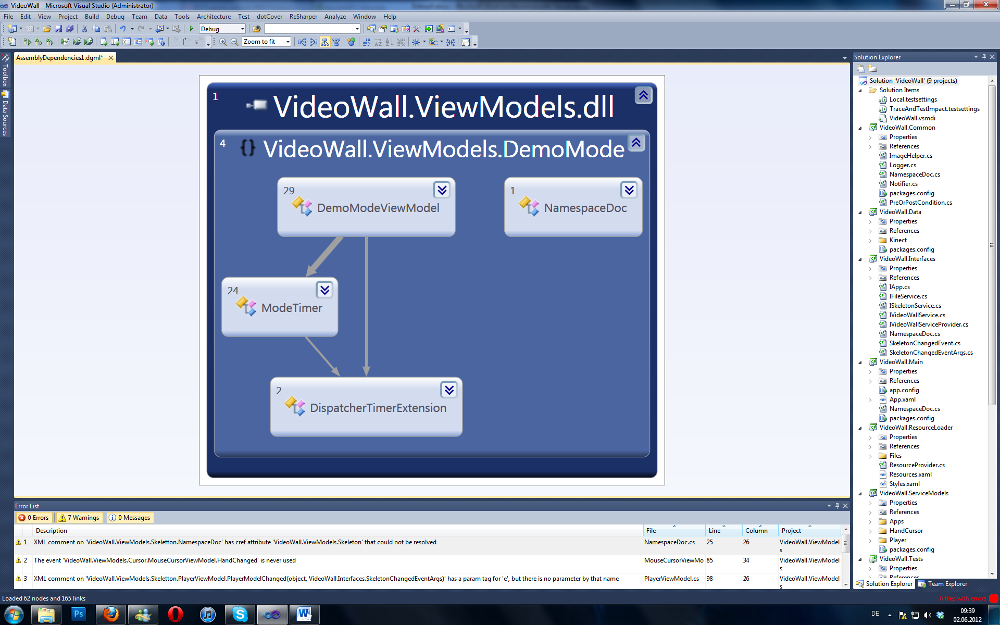 VideoWall - Microsoft Visual Studio (Administrator)
File Edit View Project Build Debug Team Data Tools Architecture Test dotCover ReSharper Analyze Window Help
Debug
Zoom to fit
Toolbox
Data Sources
AssemblyDependencies1.dgml*
1
VideoWall.ViewModels.dll
4
{} VideoWall.ViewModels.DemoMode
29
DemoModeViewModel
1
NamespaceDoc
24
ModeTimer
2
DispatcherTimerExtension
Solution Explorer
Solution 'VideoWall' (9 projects)
Solution Items
Local.testsettings
TraceAndTestImpact.testsettings
VideoWall.vsmdi
VideoWall.Common
Properties
References
ImageHelper.cs
Logger.cs
NamespaceDoc.cs
Notifier.cs
packages.config
PreOrPostCondition.cs
VideoWall.Data
Properties
References
Kinect
packages.config
VideoWall.Interfaces
Properties
References
IApp.cs
IFileService.cs
ISkeletonService.cs
IVideoWallService.cs
IVideoWallServiceProvider.cs
NamespaceDoc.cs
SkeletonChangedEvent.cs
SkeletonChangedEventArgs.cs
VideoWall.Main
Properties
References
app.config
App.xaml
NamespaceDoc.cs
packages.config
VideoWall.ResourceLoader
Properties
References
Files
ResourceProvider.cs
Resources.xaml
Styles.xaml
VideoWall.ServiceModels
Properties
References
Apps
HandCursor
Player
packages.config
VideoWall.Tests
Properties
References
Solution Explorer Team Explorer
Error List
0 Errors 7 Warnings 0 Messages
Description File Line Column Project
1 XML comment on 'VideoWall.ViewModels.Skeletton.NamespaceDoc' has cref attribute 'VideoWall.ViewModels.Skeleton' that could not be resolved NamespaceDoc.cs 25 26 VideoWall.ViewModel
s
2 The event 'VideoWall.ViewModels.Cursor.MouseCursorViewModel.HandChanged' is never used MouseCursorViewMo 85 34 VideoWall.ViewModel
s
3 XML comment on 'VideoWall.ViewModels.Skeletton.PlayerViewModel.PlayerModelChanged(object, VideoWall.Interfaces.SkeletonChangedEventArgs)' has a param tag for 'e', but there is no parameter by that name PlayerViewModel.cs 98 26 VideoWall.ViewModel
s
Loaded 62 nodes and 165 links
6 files with errors
Ps
DE
09:39
02.06.2012